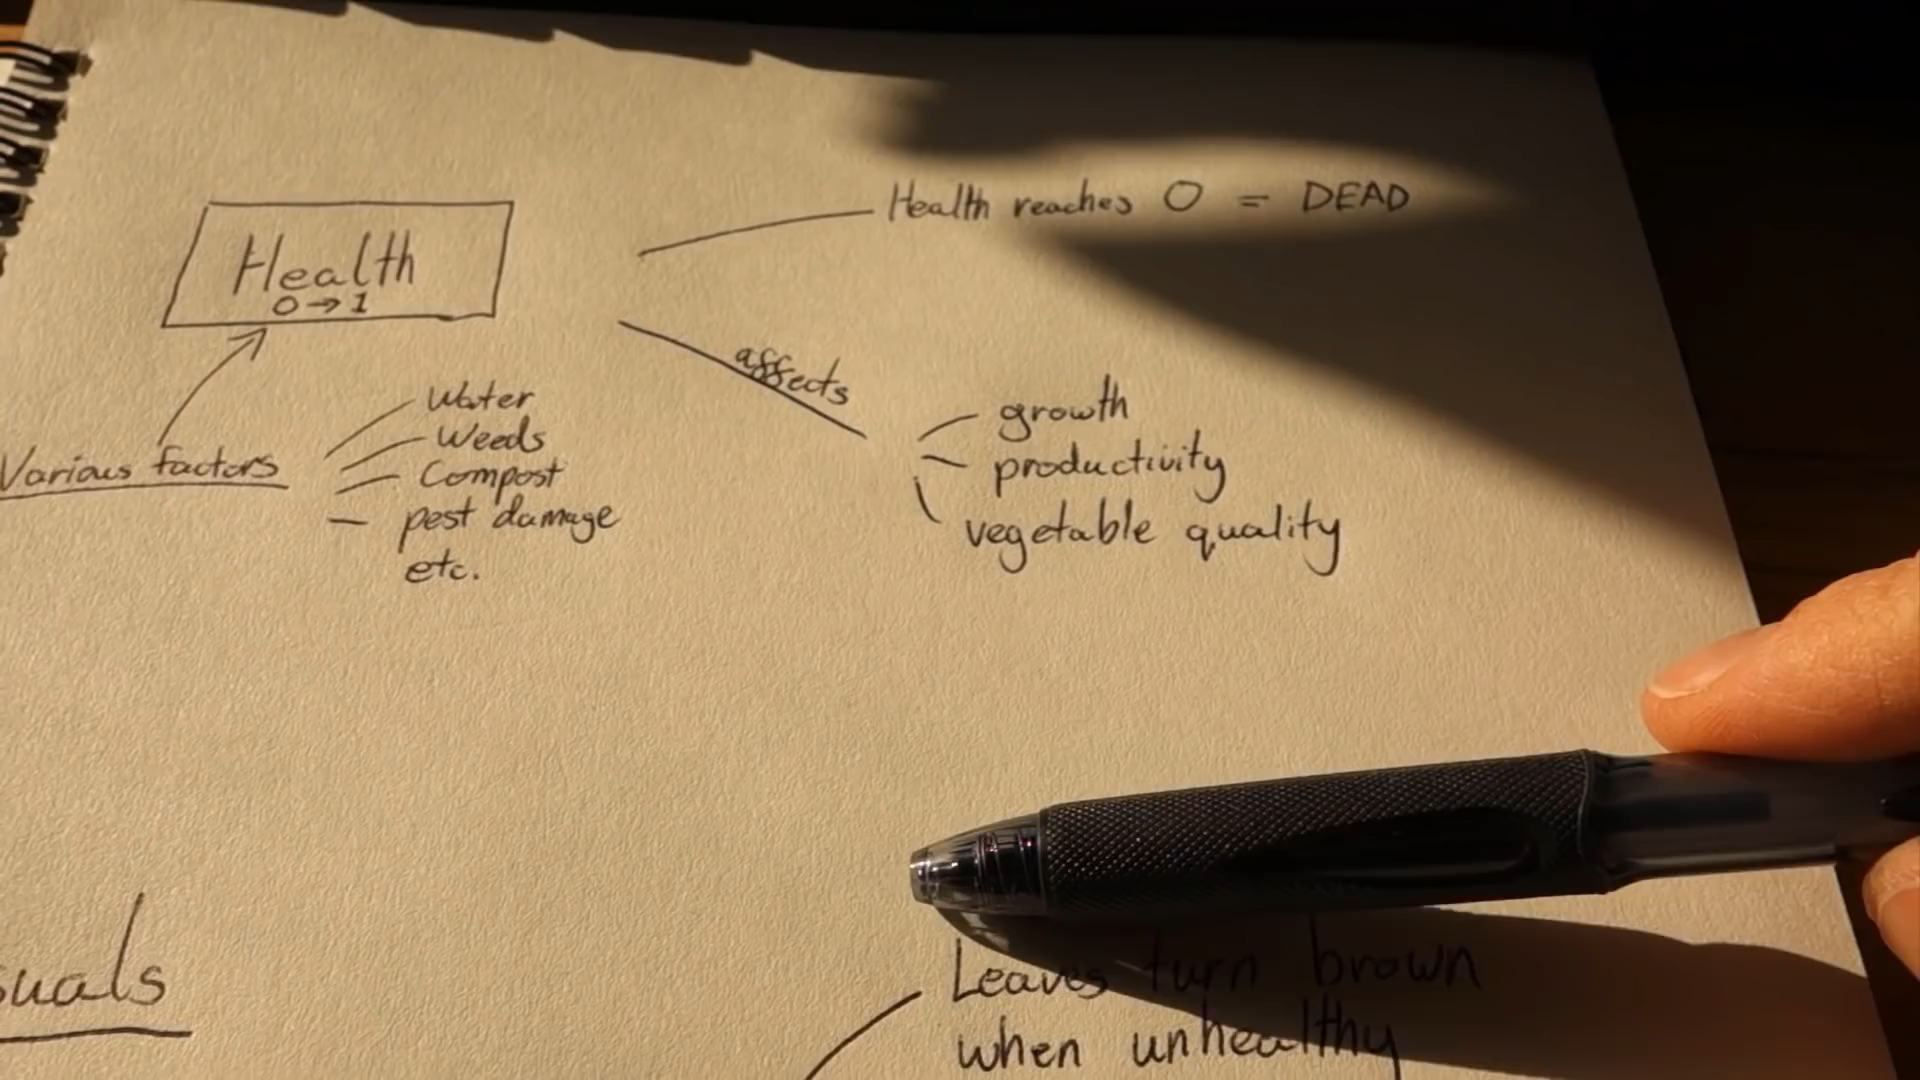 Health reaches 0 = DEAD
Health
0 → 1
affects
Various factors
Water
Weeds
Compost
pest damage
etc.
growth
productivity
vegetable quality
suals
Leaves turn brown
when unhealthy